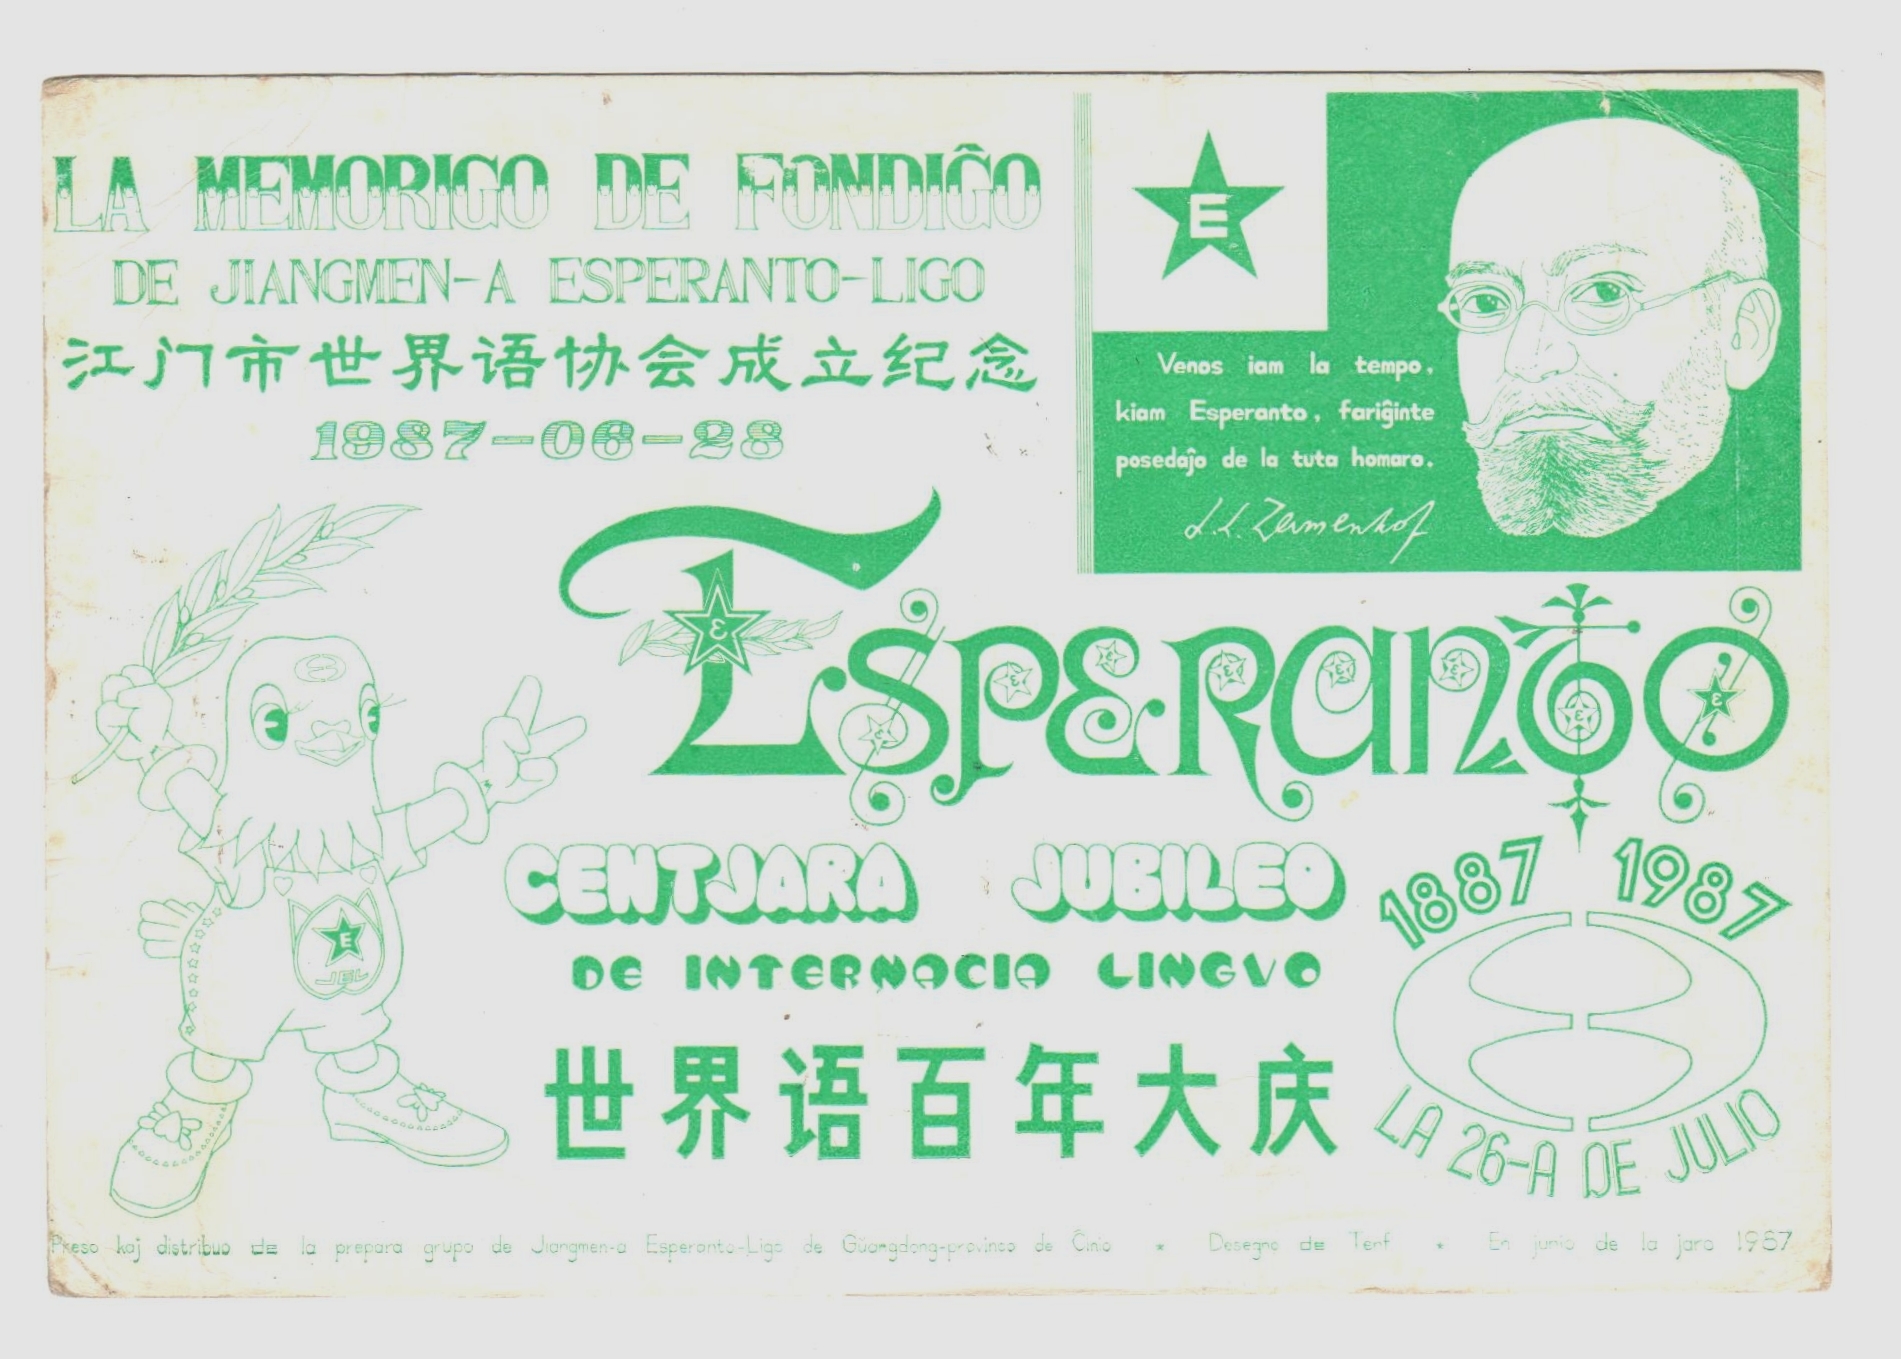 LA MEMORIGO DE FONDIĜO
DE JIANGMEN-A ESPERANTO-LIGO
江门市世界语协会成立纪念
1987-06-28
E
Venos iam la tempo,
kiam Esperanto, fariĝinte
posedaĵo de la tuta homaro.
L.L.Zamenhof
ESPERANTO
CENTJARA JUBILEO
DE INTERNACIA LINGVO
世界语百年大庆
E
JEL
1887 1987
LA 26-A DE JULIO
Preso kaj distribuo de la prepara grupo de Jiangmen-a Esperanto-Ligo de Guangdong-provinco de Ĉinio * Desegno de Terf * En junio de la jaro 1987